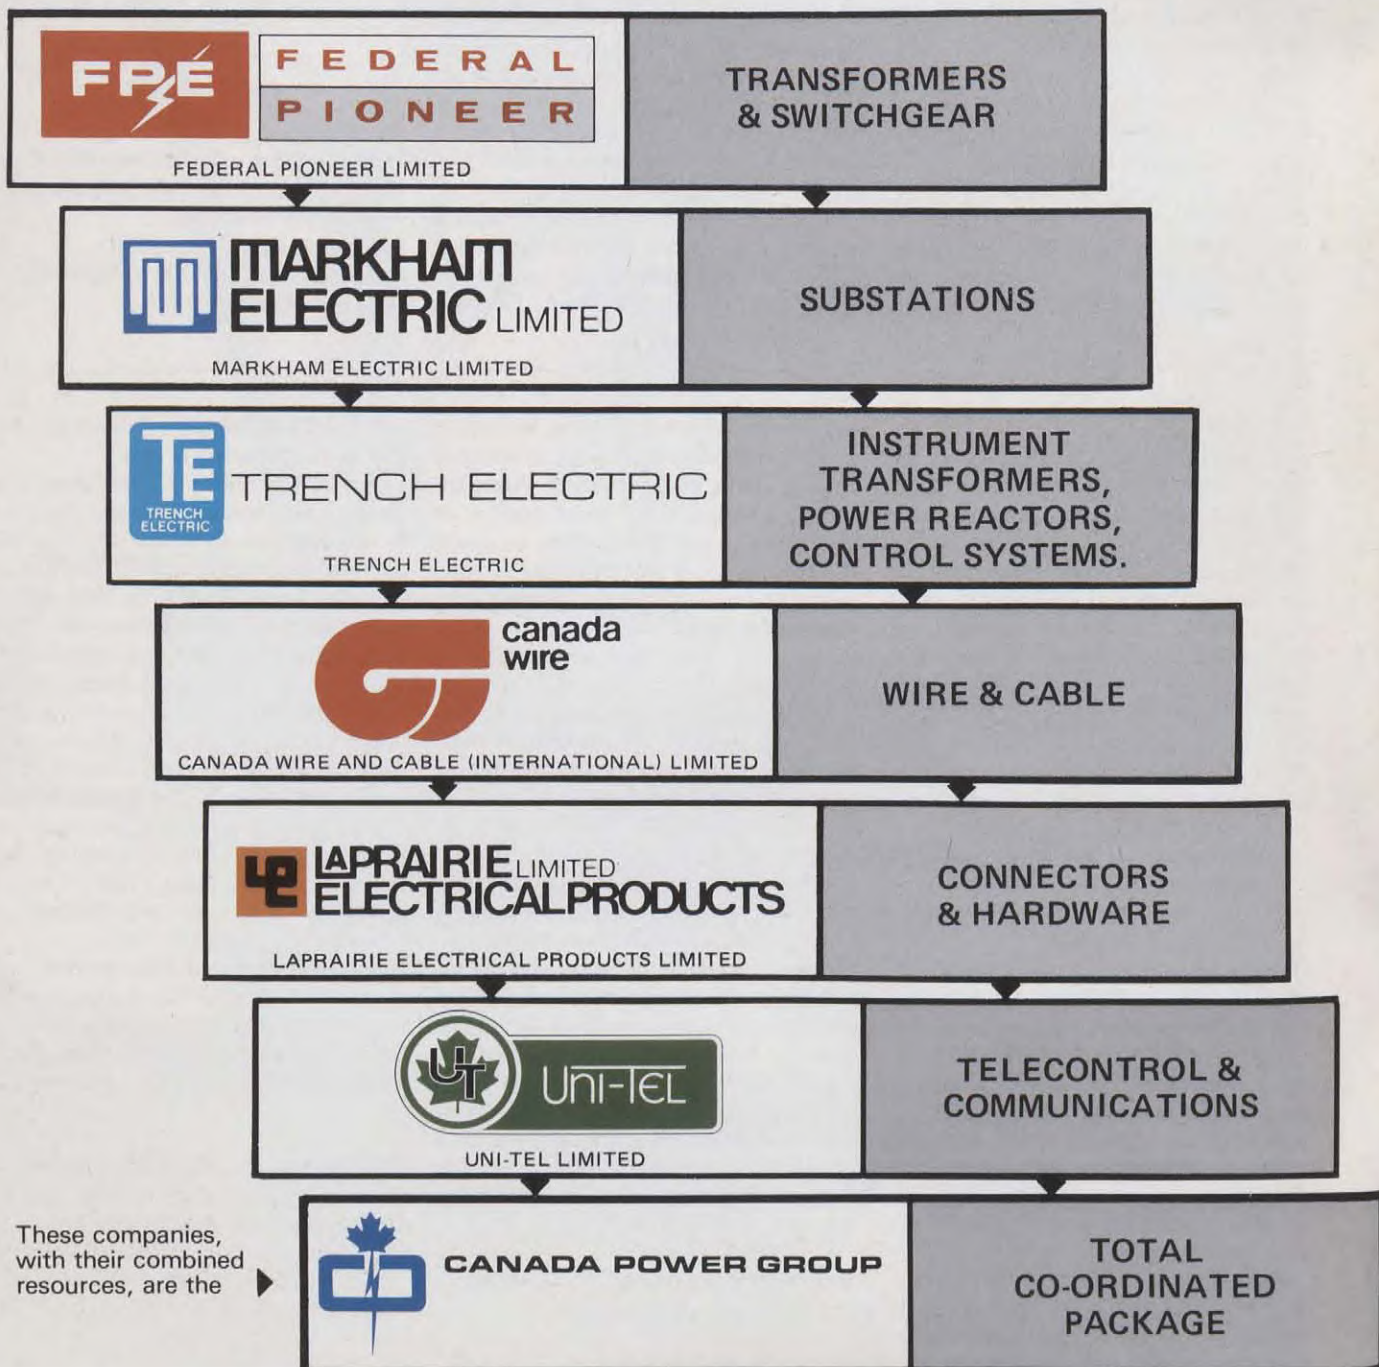 FPÉ
FEDERAL
PIONEER
FEDERAL PIONEER LIMITED
TRANSFORMERS
& SWITCHGEAR
MARKHAM
ELECTRIC LIMITED
MARKHAM ELECTRIC LIMITED
SUBSTATIONS
TE
TRENCH
ELECTRIC
TRENCH ELECTRIC
TRENCH ELECTRIC
INSTRUMENT
TRANSFORMERS,
POWER REACTORS,
CONTROL SYSTEMS.
canada
wire
CANADA WIRE AND CABLE (INTERNATIONAL) LIMITED
WIRE & CABLE
LAPRAIRIE LIMITED
ELECTRICAL PRODUCTS
LAPRAIRIE ELECTRICAL PRODUCTS LIMITED
CONNECTORS
& HARDWARE
UT
UNI-TEL
UNI-TEL LIMITED
TELECONTROL &
COMMUNICATIONS
These companies,
with their combined
resources, are the
CANADA POWER GROUP
TOTAL
CO-ORDINATED
PACKAGE